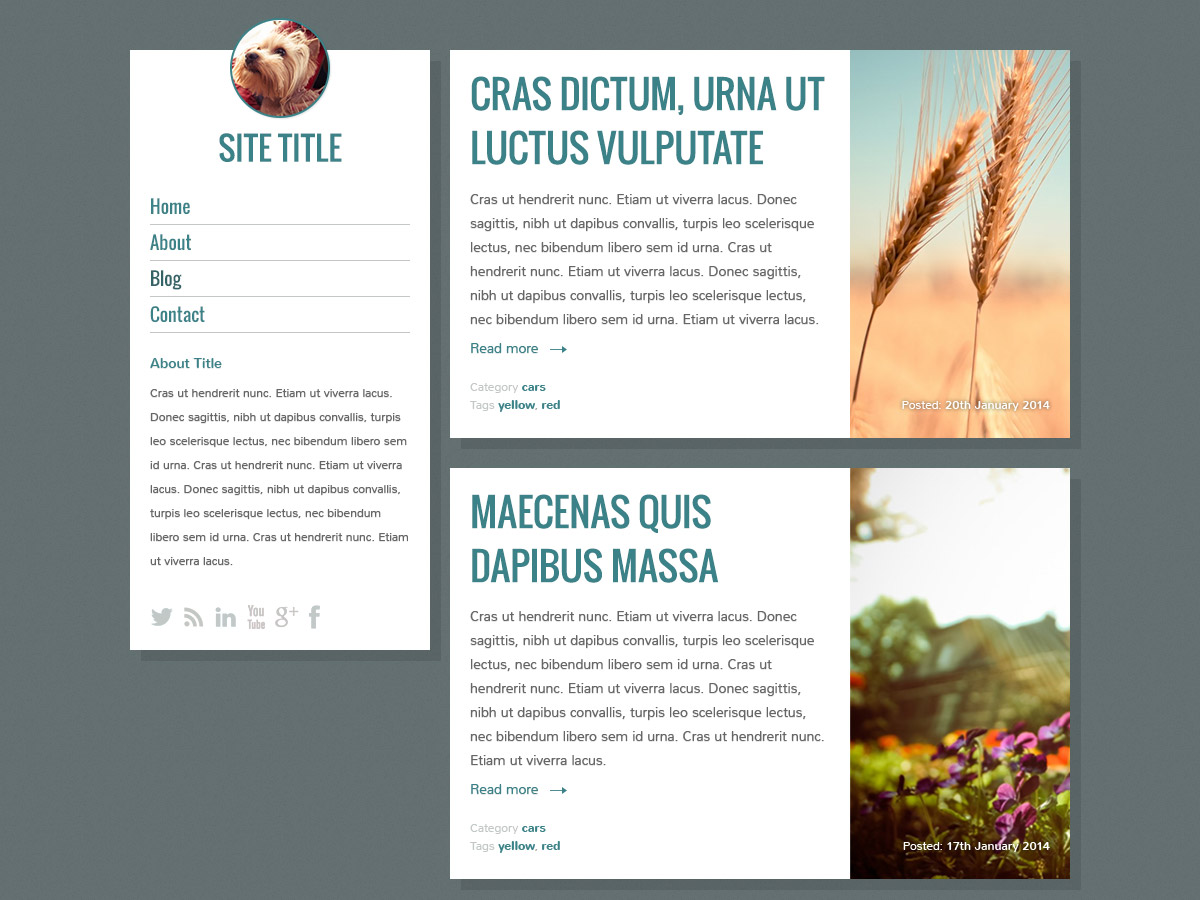 SITE TITLE
Home
About
Blog
Contact
About Title
Cras ut hendrerit nunc. Etiam ut viverra lacus.
Donec sagittis, nibh ut dapibus convallis, turpis
leo scelerisque lectus, nec bibendum libero sem
id urna. Cras ut hendrerit nunc. Etiam ut viverra
lacus. Donec sagittis, nibh ut dapibus convallis,
turpis leo scelerisque lectus, nec bibendum
libero sem id urna. Cras ut hendrerit nunc. Etiam
ut viverra lacus.
in You Tube g+ f
CRAS DICTUM, URNA UT
LUCTUS VULPUTATE
Cras ut hendrerit nunc. Etiam ut viverra lacus. Donec
sagittis, nibh ut dapibus convallis, turpis leo scelerisque
lectus, nec bibendum libero sem id urna. Cras ut
hendrerit nunc. Etiam ut viverra lacus. Donec sagittis,
nibh ut dapibus convallis, turpis leo scelerisque lectus,
nec bibendum libero sem id urna. Etiam ut viverra lacus.
Read more
Category cars
Tags yellow, red
Posted: 20th January 2014
MAECENAS QUIS
DAPIBUS MASSA
Cras ut hendrerit nunc. Etiam ut viverra lacus. Donec
sagittis, nibh ut dapibus convallis, turpis leo scelerisque
lectus, nec bibendum libero sem id urna. Cras ut
hendrerit nunc. Etiam ut viverra lacus. Donec sagittis,
nibh ut dapibus convallis, turpis leo scelerisque lectus,
nec bibendum libero sem id urna. Cras ut hendrerit nunc.
Etiam ut viverra lacus.
Read more
Category cars
Tags yellow, red
Posted: 17th January 2014